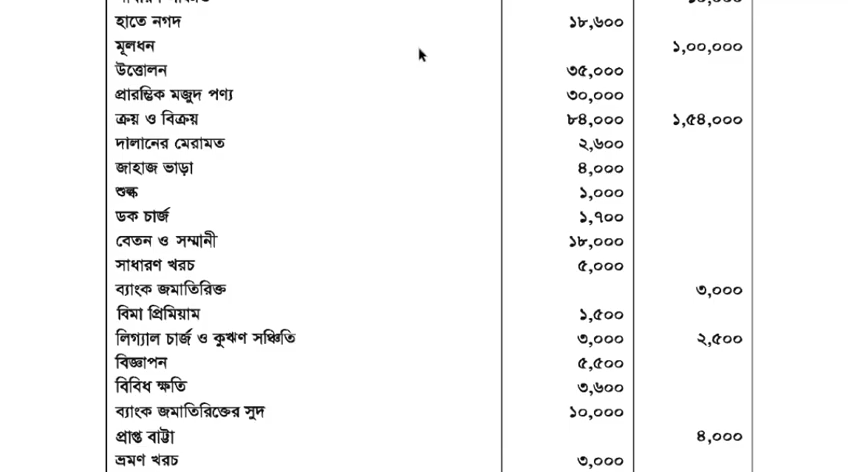 হাতে নগদ ১৮,৬০০
মূলধন ১,০০,০০০
উত্তোলন ৩৫,০০০
প্রারম্ভিক মজুদ পণ্য ৩০,০০০
ক্রয় ও বিক্রয় ৮৪,০০০ ১,৫৪,০০০
দালানের মেরামত ২,৬০০
জাহাজ ভাড়া ৪,০০০
শুল্ক ১,০০০
ডক চার্জ ১,৭০০
বেতন ও সম্মানী ১৮,০০০
সাধারণ খরচ ৫,০০০
ব্যাংক জমাতিরিক্ত ৩,০০০
বিমা প্রিমিয়াম ১,৫০০
লিগ্যাল চার্জ ও কুঋণ সঞ্চিতি ৩,০০০ ২,৫০০
বিজ্ঞাপন ৫,৫০০
বিবিধ ক্ষতি ৩,৬০০
ব্যাংক জমাতিরিক্তের সুদ ১০,০০০
প্রাপ্ত বাট্টা ৪,০০০
ভ্রমণ খরচ ৩,০০০